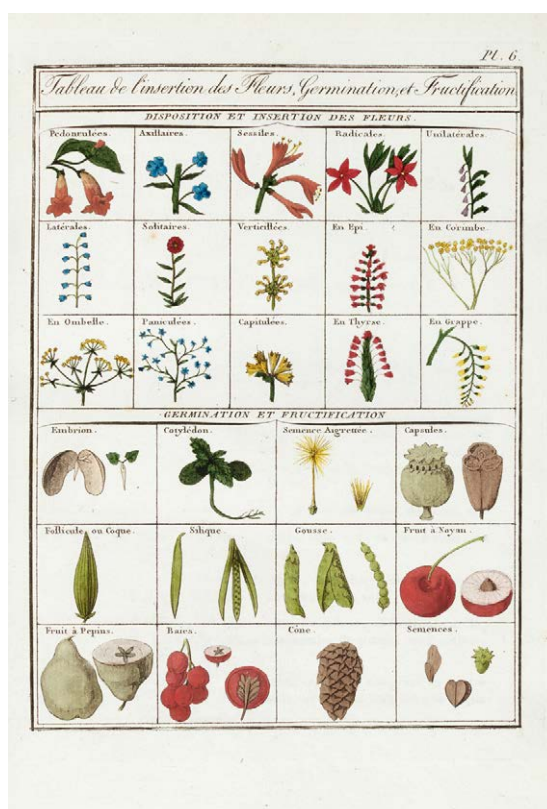 Pl. 6.
Tableau de l'insertion des Fleurs, Germination, et Fructification
DISPOSITION ET INSERTION DES FLEURS.
Pédonculées. Axillaires. Sessiles. Radicales. Unilatérales.
Latérales. Solitaires. Verticillées. En Epi. En Corimbe.
En Ombelle. Paniculées. Capitulées. En Thyrse. En Grappe.
GERMINATION ET FRUCTIFICATION
Embrion. Cotylédon. Semence Aigrettée. Capsules.
Follicule ou Coque. Silique. Gousse. Fruit à Noyau.
Fruit à Pepins. Baies. Cône. Semences.